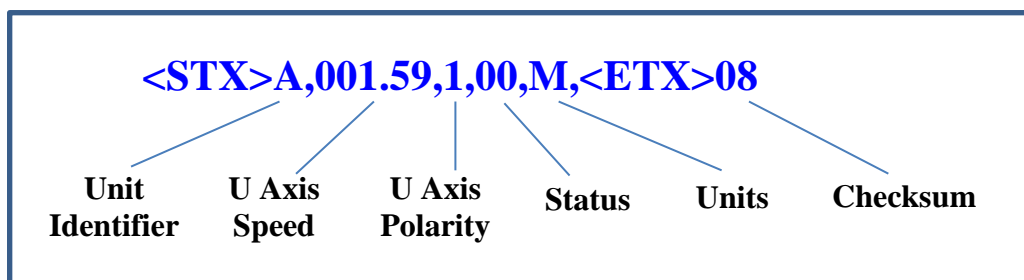 <STX>A,001.59,1,00,M,<ETX>08
Unit Identifier
U Axis Speed
U Axis Polarity
Status
Units
Checksum